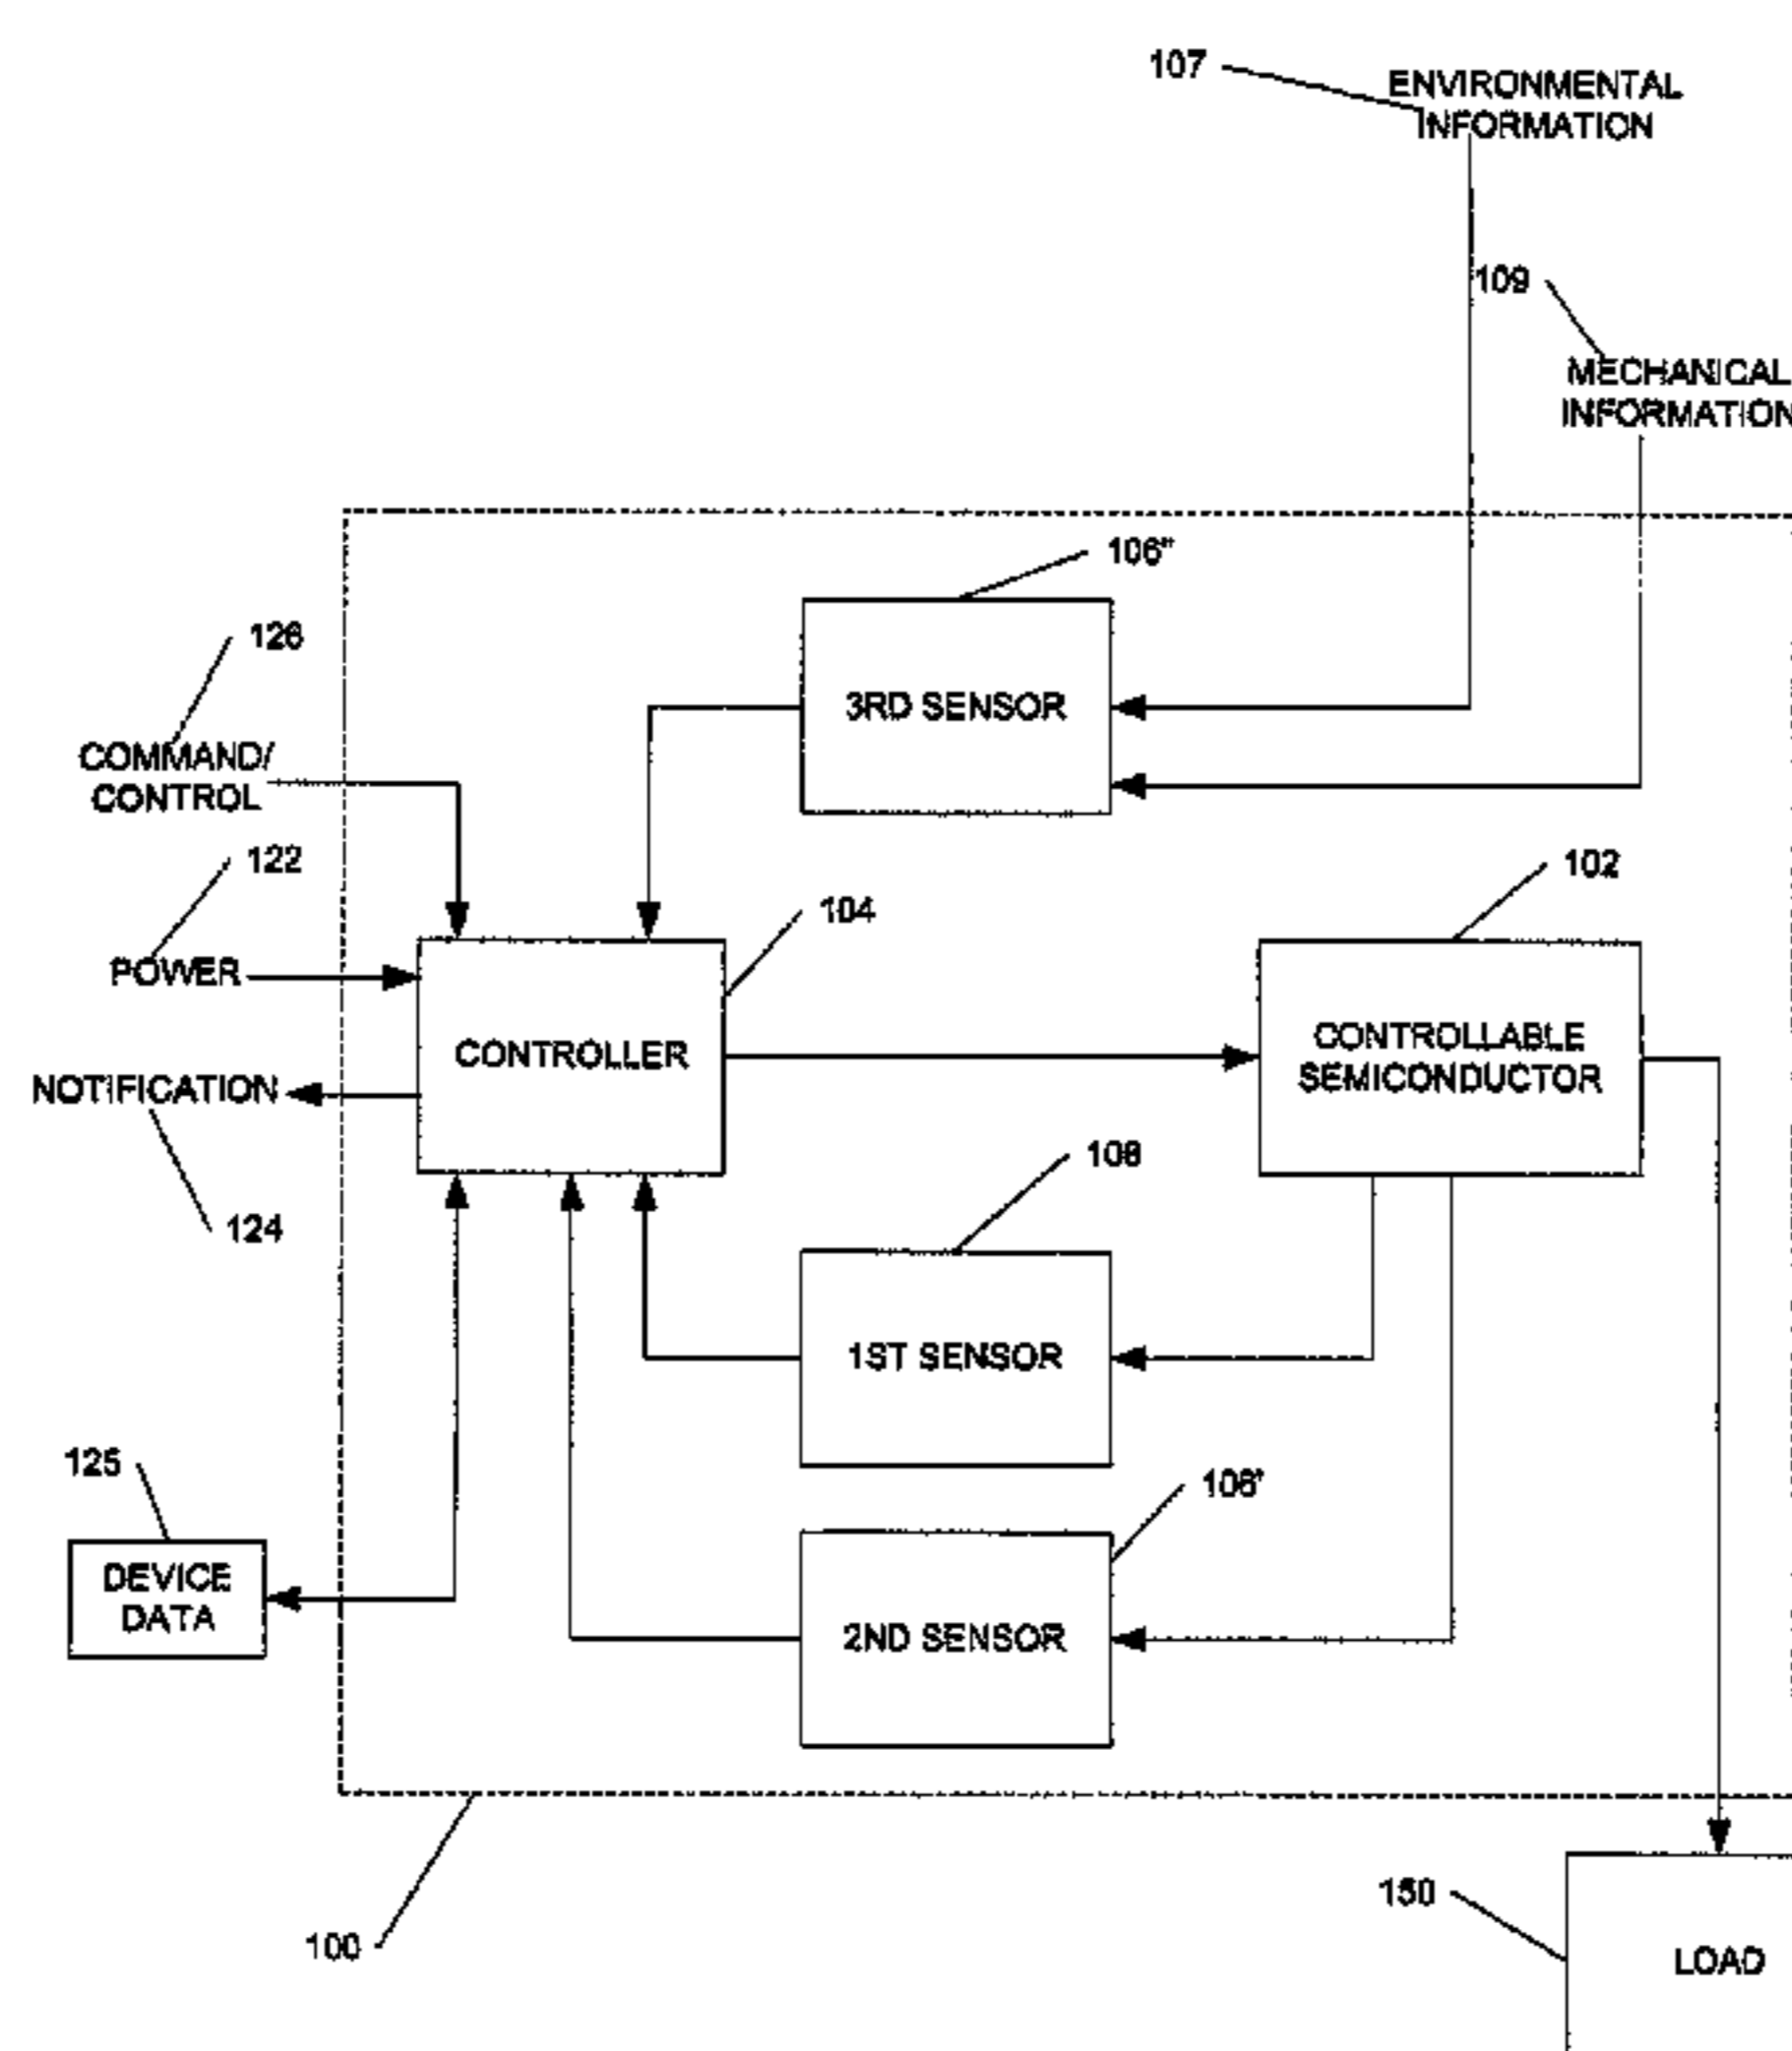 107
ENVIRONMENTAL
INFORMATION
109
MECHANICAL
INFORMATION
106"
126
3RD SENSOR
COMMAND/
CONTROL
122
102
104
POWER
CONTROLLER
CONTROLLABLE
SEMICONDUCTOR
NOTIFICATION
108
124
1ST SENSOR
125
106'
DEVICE
DATA
2ND SENSOR
150
100
LOAD